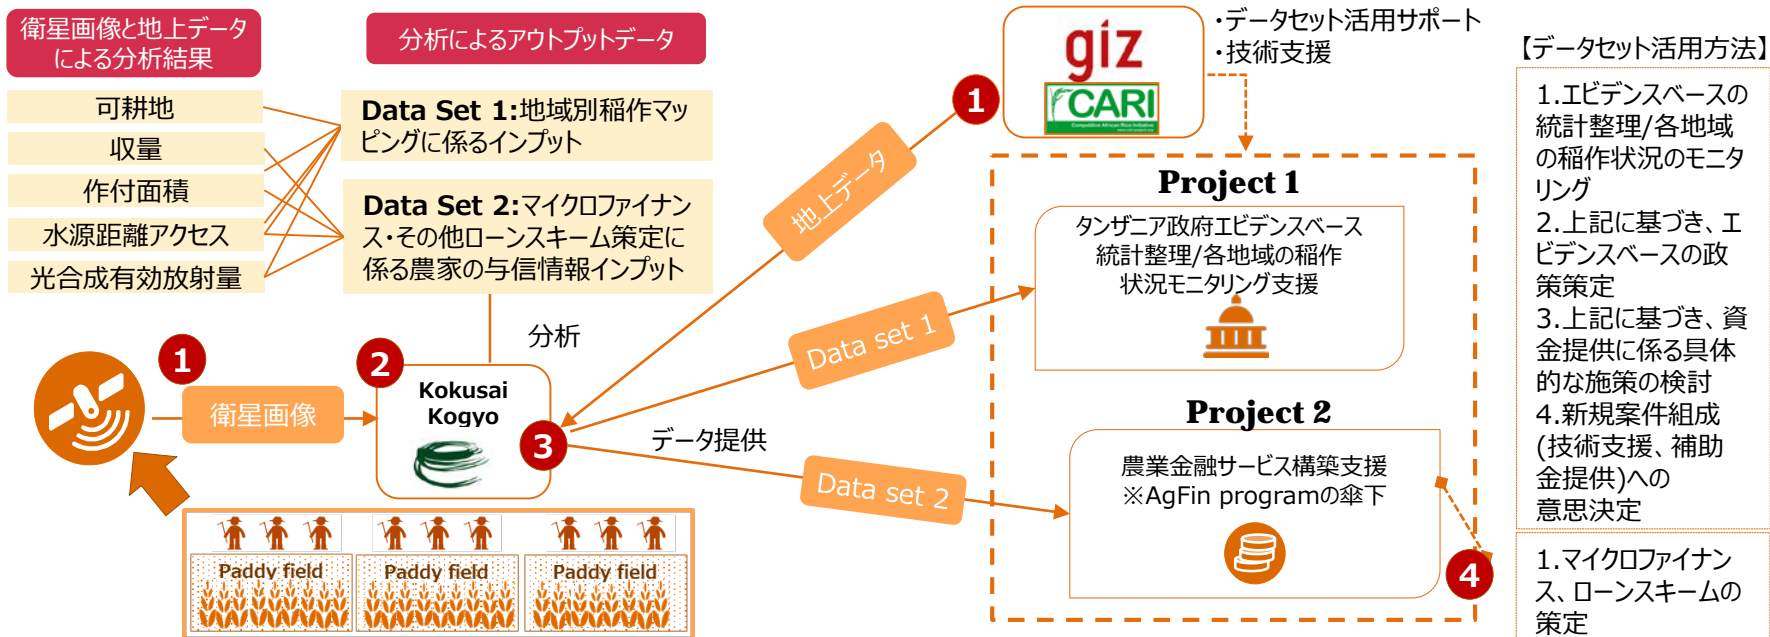 衛星画像と地上データ
による分析結果
分析によるアウトプットデータ
可耕地
収量
作付面積
水源距離アクセス
光合成有効放射量
Data Set 1:地域別稲作マッ
ピングに係るインプット
Data Set 2:マイクロファイナン
ス・その他ローンスキーム策定に
係る農家の与信情報インプット
分析
1
衛星画像
2
Kokusai
Kogyo
3
Paddy field
Paddy field
Paddy field
1
giz
CARI
Competitive African Rice Initiative
・データセット活用サポート
・技術支援
地上データ
Data set 1
データ提供
Data set 2
Project 1
タンザニア政府エビデンスベース
統計整理/各地域の稲作
状況モニタリング支援
Project 2
農業金融サービス構築支援
※AgFin programの傘下
4
【データセット活用方法】
1.エビデンスベースの
統計整理/各地域
の稲作状況のモニタ
リング
2.上記に基づき、エ
ビデンスベースの政
策策定
3.上記に基づき、資
金提供に係る具体
的な施策の検討
4.新規案件組成
(技術支援、補助
金提供)への
意思決定
1.マイクロファイナン
ス、ローンスキームの
策定